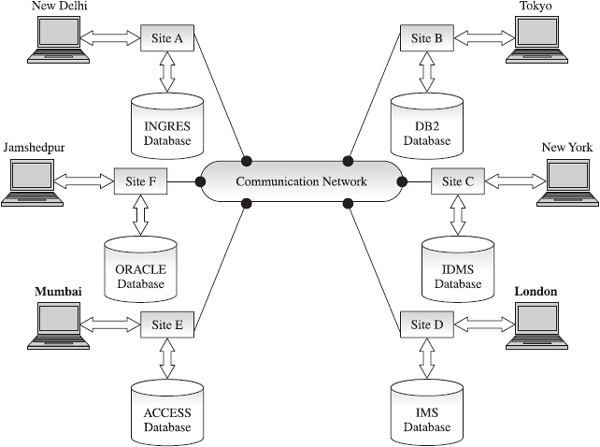 New Delhi
Site A
INGRES
Database
Tokyo
Site B
DB2
Database
Jamshedpur
Site F
ORACLE
Database
Communication Network
New York
Site C
IDMS
Database
Mumbai
Site E
ACCESS
Database
London
Site D
IMS
Database